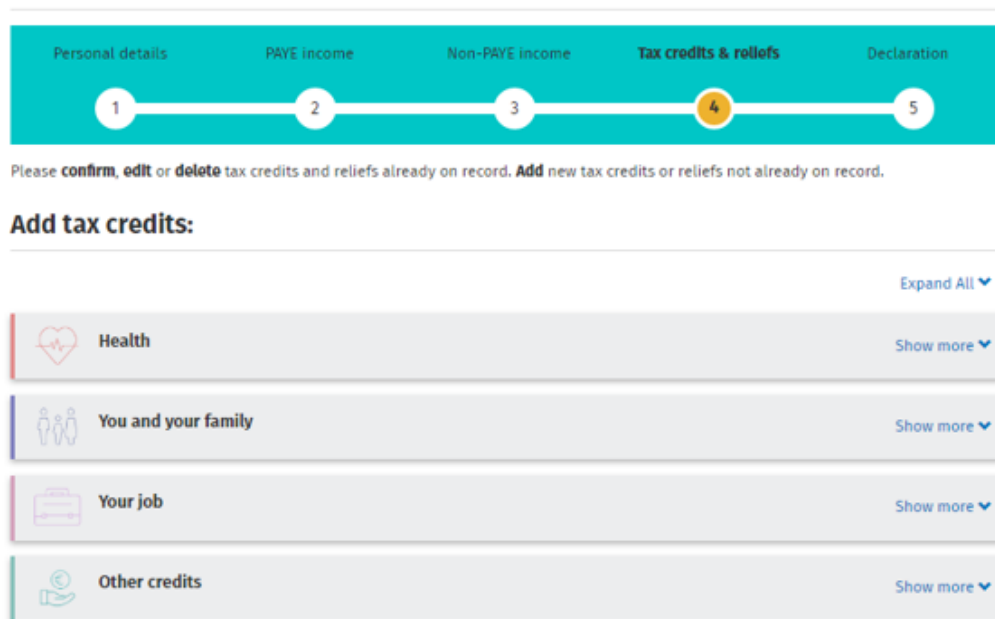 Personal details PAYE income Non-PAYE income Tax credits & reliefs Declaration
1 2 3 4 5
Please confirm, edit or delete tax credits and reliefs already on record. Add new tax credits or reliefs not already on record.
Add tax credits:
Expand All
Health Show more
You and your family Show more
Your job Show more
Other credits Show more